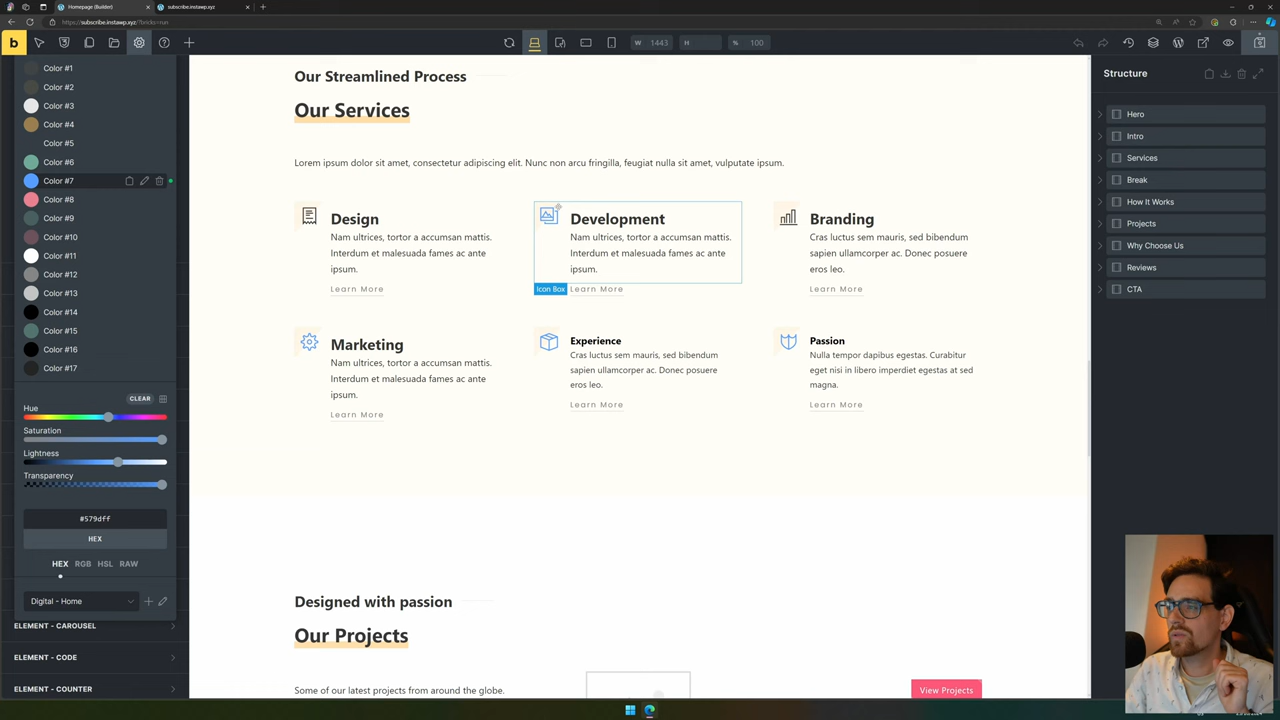 Homepage (Builder)
subscribe.instawp.xyz
https://subscribe.instawp.xyz/?bricks=run
b
W 1443 H % 100
Color #1
Color #2
Color #3
Color #4
Color #5
Color #6
Color #7
Color #8
Color #9
Color #10
Color #11
Color #12
Color #13
Color #14
Color #15
Color #16
Color #17
CLEAR
Hue
Saturation
Lightness
Transparency
#579dff
HEX
HEX RGB HSL RAW
Digital - Home
ELEMENT - CAROUSEL
ELEMENT - CODE
ELEMENT - COUNTER
Our Streamlined Process
Our Services
Lorem ipsum dolor sit amet, consectetur adipiscing elit. Nunc non arcu fringilla, feugiat nulla sit amet, vulputate ipsum.
Design
Nam ultrices, tortor a accumsan mattis.
Interdum et malesuada fames ac ante
ipsum.
Learn More
Development
Nam ultrices, tortor a accumsan mattis.
Interdum et malesuada fames ac ante
ipsum.
Icon Box
Learn More
Branding
Cras luctus sem mauris, sed bibendum
sapien ullamcorper ac. Donec posuere
eros leo.
Learn More
Marketing
Nam ultrices, tortor a accumsan mattis.
Interdum et malesuada fames ac ante
ipsum.
Learn More
Experience
Cras luctus sem mauris, sed bibendum
sapien ullamcorper ac. Donec posuere
eros leo.
Learn More
Passion
Nulla tempor dapibus egestas. Curabitur
eget nisi in libero imperdiet egestas at sed
magna.
Learn More
Designed with passion
Our Projects
Some of our latest projects from around the globe.
View Projects
Structure
Hero
Intro
Services
Break
How It Works
Projects
Why Choose Us
Reviews
CTA